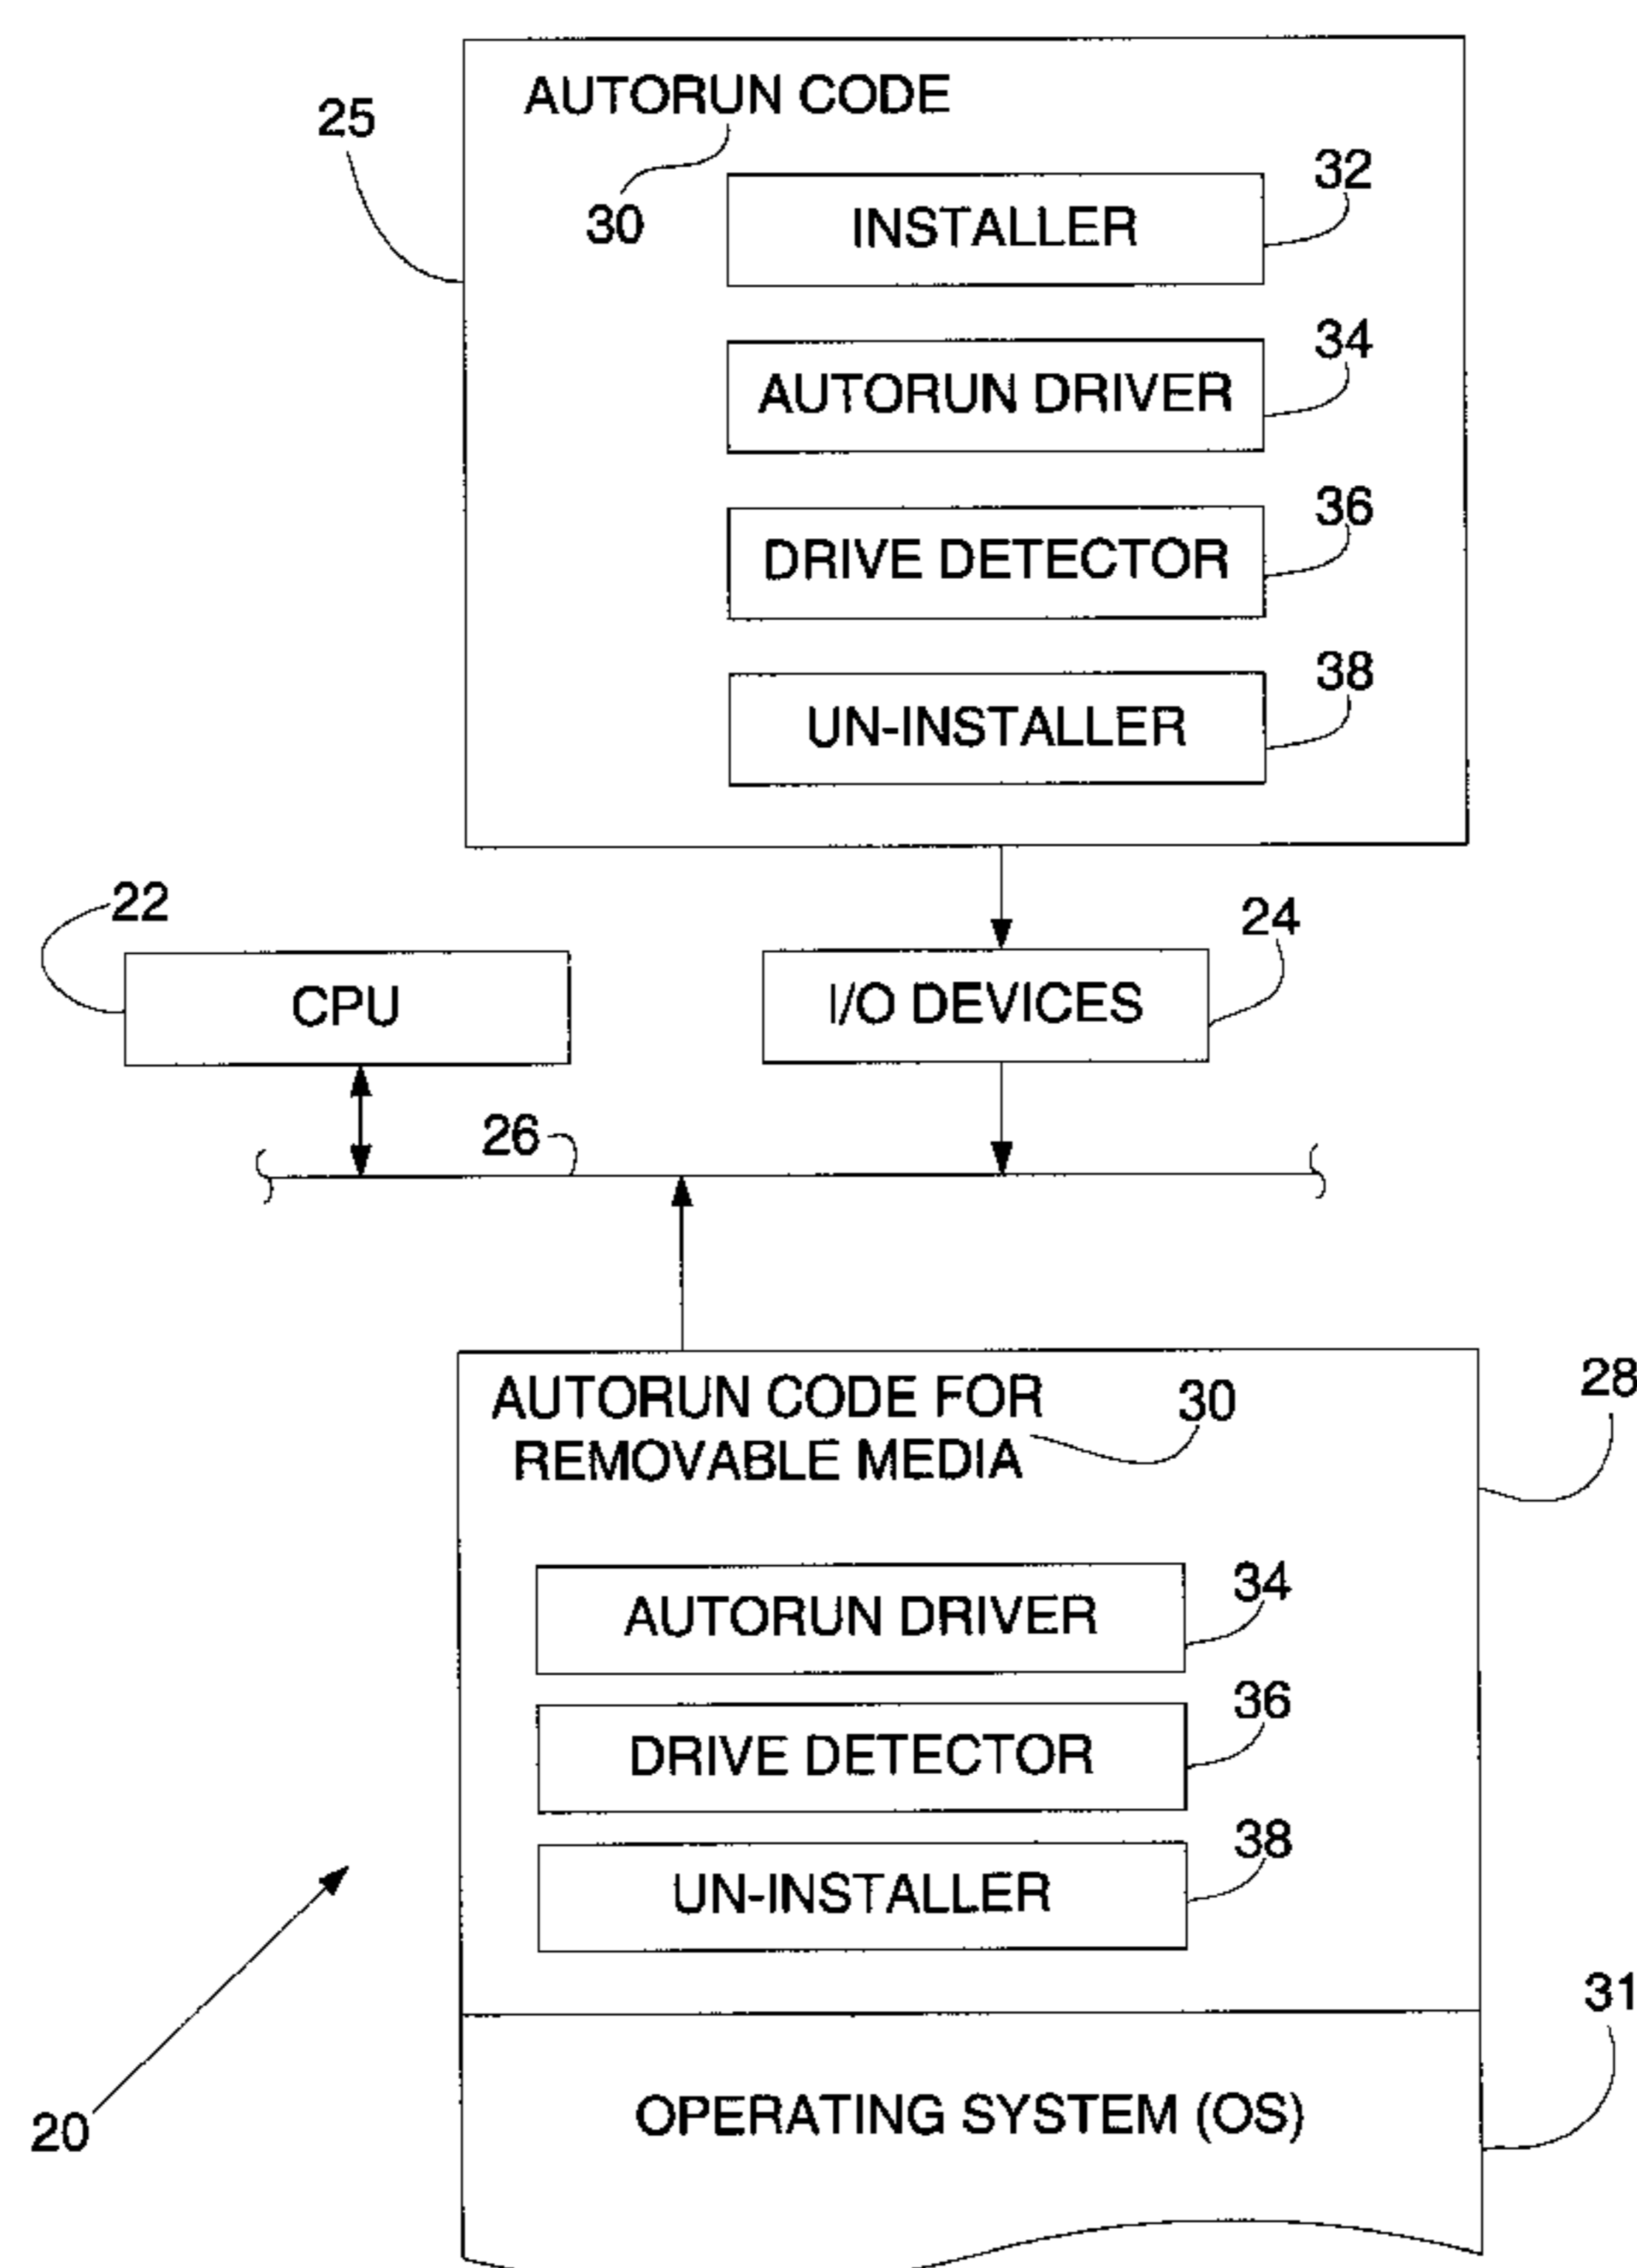 AUTORUN CODE
25
30
32
INSTALLER
34
AUTORUN DRIVER
36
DRIVE DETECTOR
38
UN-INSTALLER
22
24
CPU
I/O DEVICES
26
28
AUTORUN CODE FOR
30
REMOVABLE MEDIA
34
AUTORUN DRIVER
36
DRIVE DETECTOR
38
UN-INSTALLER
31
OPERATING SYSTEM (OS)
20